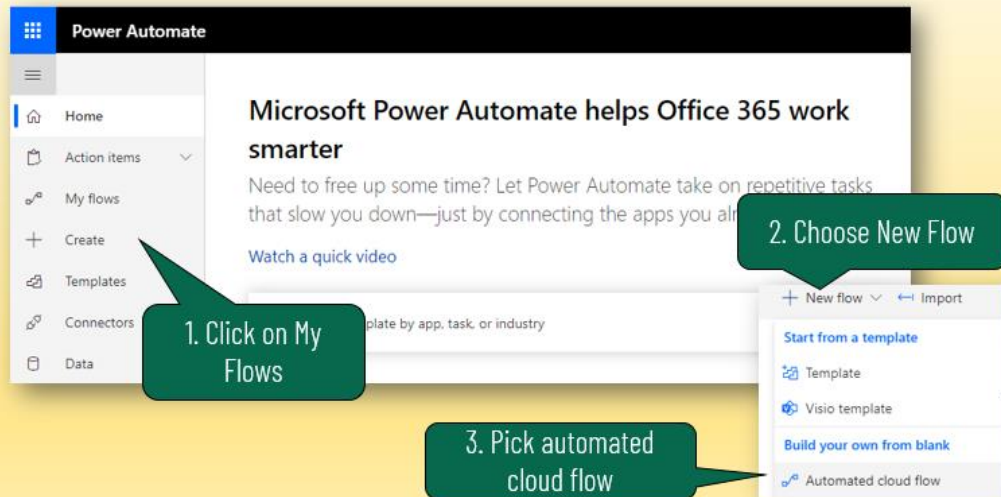 Power Automate
Home
Action items
My flows
Create
Templates
Connectors
Data
Microsoft Power Automate helps Office 365 work
smarter
Need to free up some time? Let Power Automate take on repetitive tasks
that slow you down—just by connecting the apps you
Watch a quick video
by app, task, or industry
1. Click on My
Flows
2. Choose New Flow
New flow
Import
Start from a template
Template
Visio template
Build your own from blank
Automated cloud flow
3. Pick automated
cloud flow